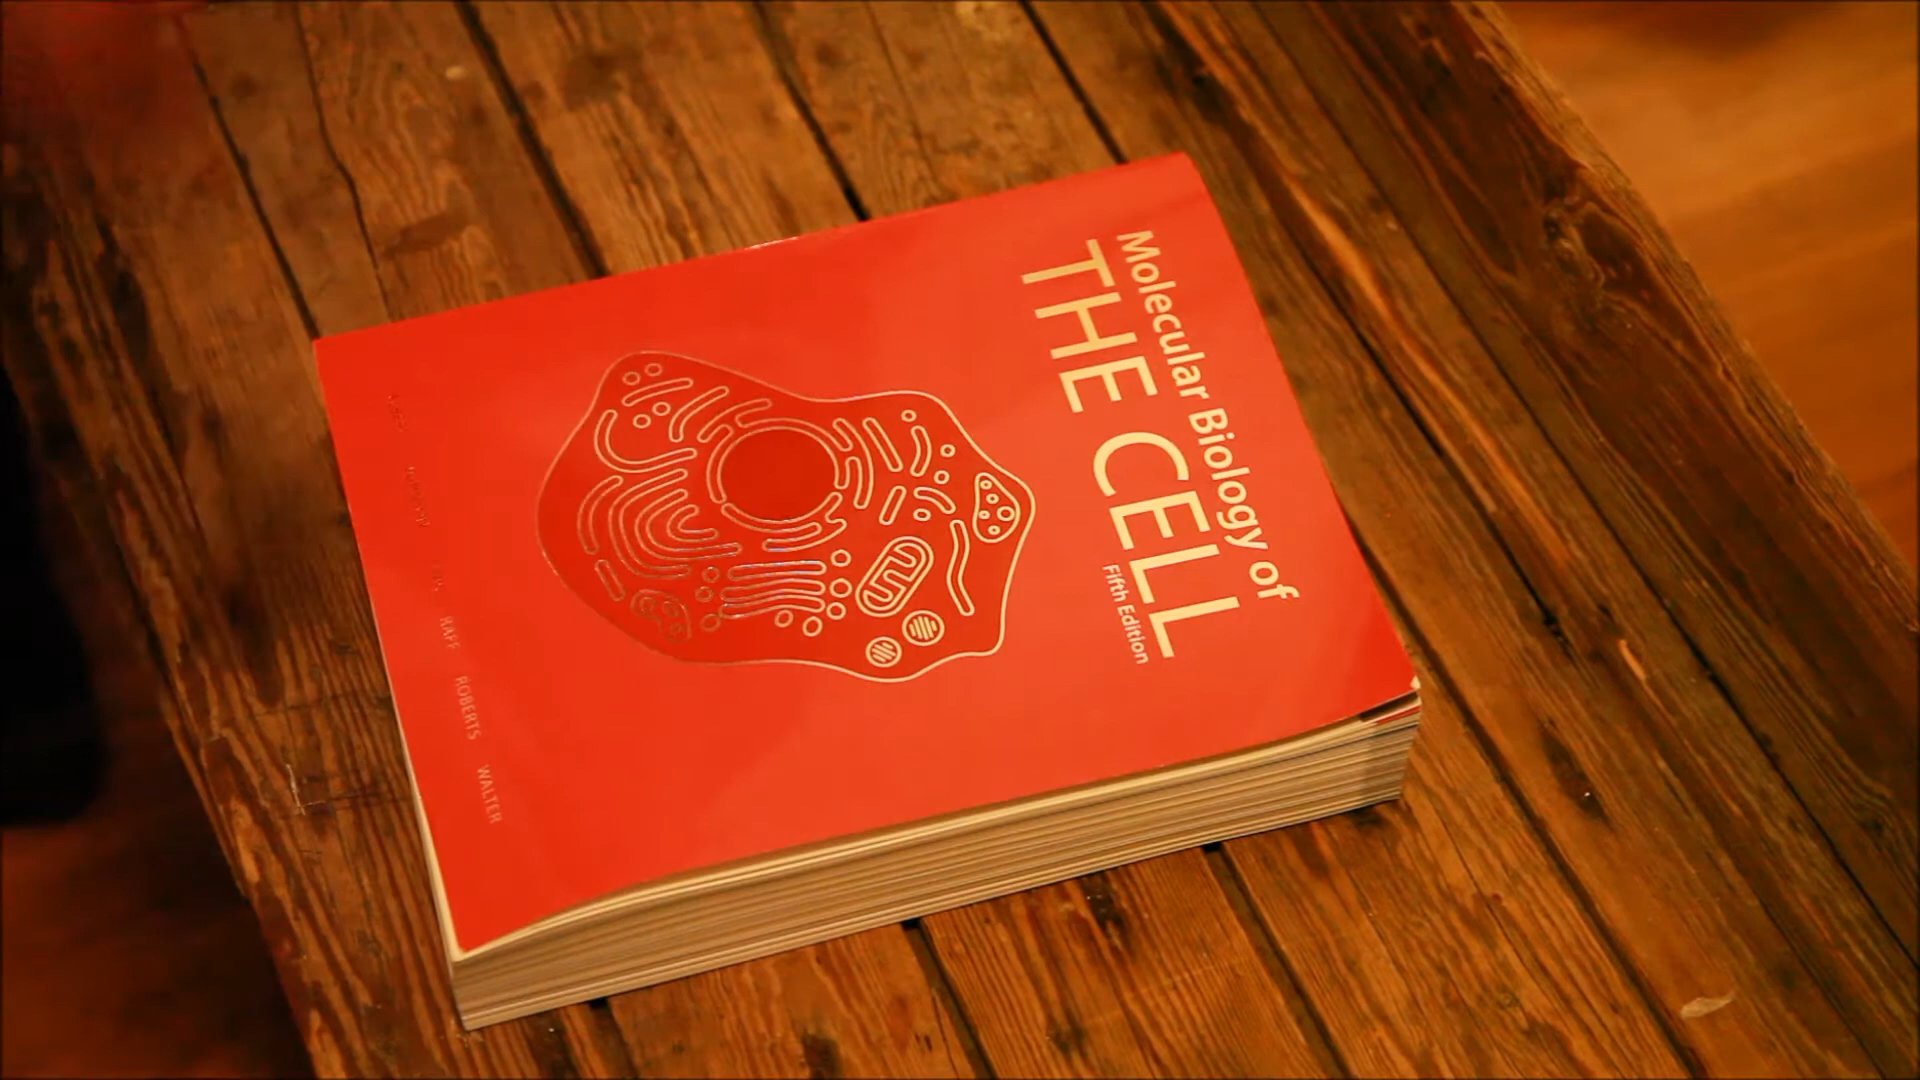 Molecular Biology of
THE CELL
Fifth Edition
RAFF ROBERTS WALTER